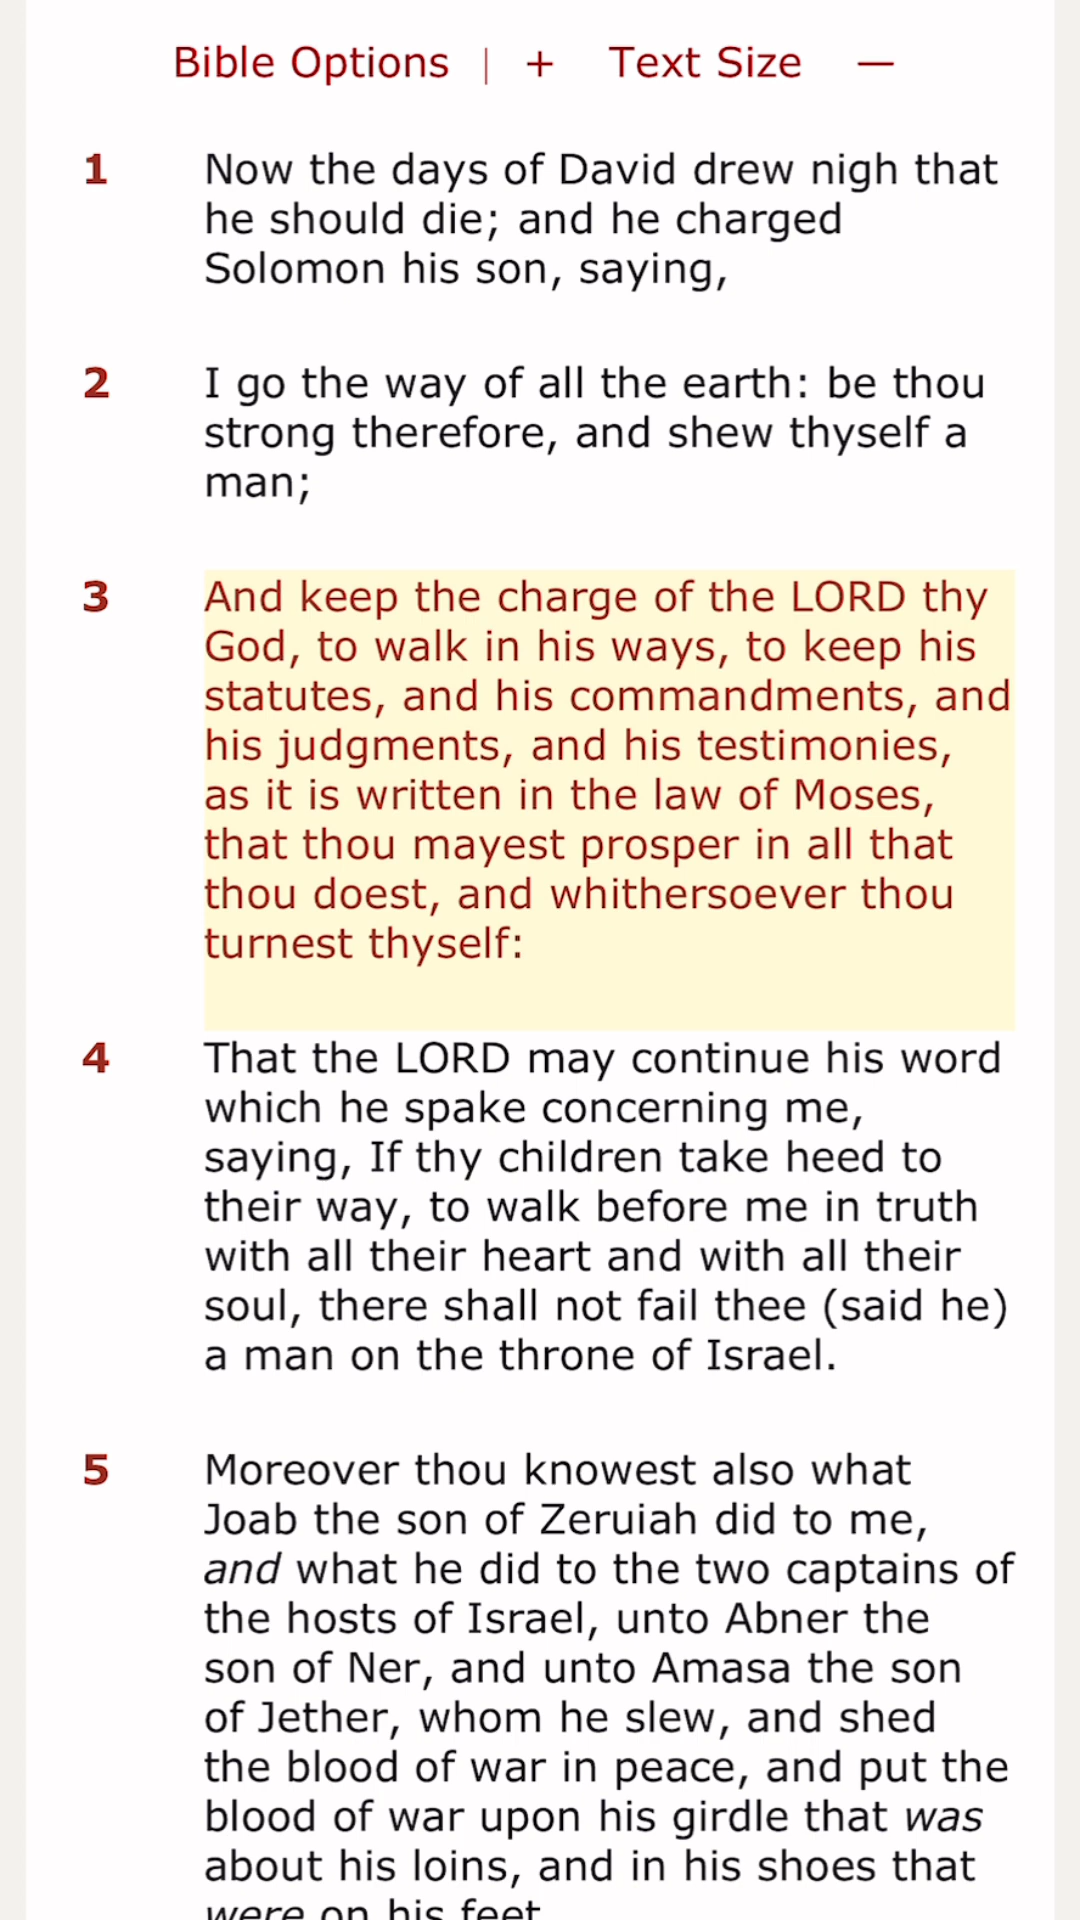 Bible Options | + Text Size —
1 Now the days of David drew nigh that
he should die; and he charged
Solomon his son, saying,
2 I go the way of all the earth: be thou
strong therefore, and shew thyself a
man;
3 And keep the charge of the LORD thy
God, to walk in his ways, to keep his
statutes, and his commandments, and
his judgments, and his testimonies,
as it is written in the law of Moses,
that thou mayest prosper in all that
thou doest, and whithersoever thou
turnest thyself:
4 That the LORD may continue his word
which he spake concerning me,
saying, If thy children take heed to
their way, to walk before me in truth
with all their heart and with all their
soul, there shall not fail thee (said he)
a man on the throne of Israel.
5 Moreover thou knowest also what
Joab the son of Zeruiah did to me,
and what he did to the two captains of
the hosts of Israel, unto Abner the
son of Ner, and unto Amasa the son
of Jether, whom he slew, and shed
the blood of war in peace, and put the
blood of war upon his girdle that was
about his loins, and in his shoes that
were on his feet